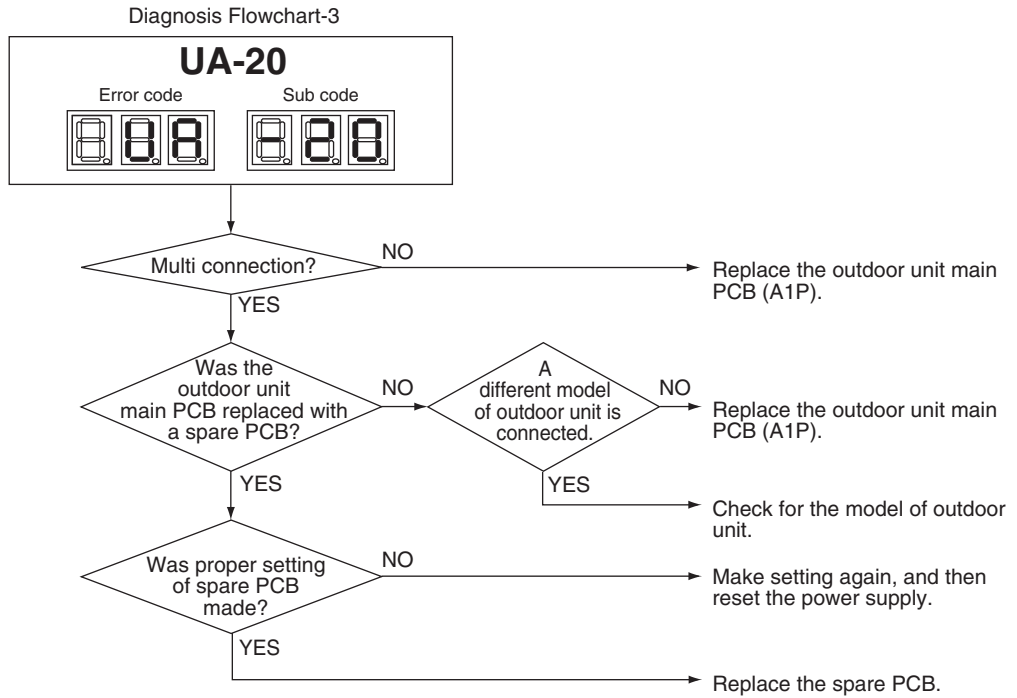 Diagnosis Flowchart-3
UA-20
Error code
Sub code
UA
-20
Multi connection?
NO
Replace the outdoor unit main
PCB (A1P).
YES
Was the
outdoor unit
main PCB replaced with
a spare PCB?
NO
A
different model
of outdoor unit is
connected.
NO
Replace the outdoor unit main
PCB (A1P).
YES
Check for the model of outdoor
unit.
YES
Was proper setting
of spare PCB
made?
NO
Make setting again, and then
reset the power supply.
YES
Replace the spare PCB.